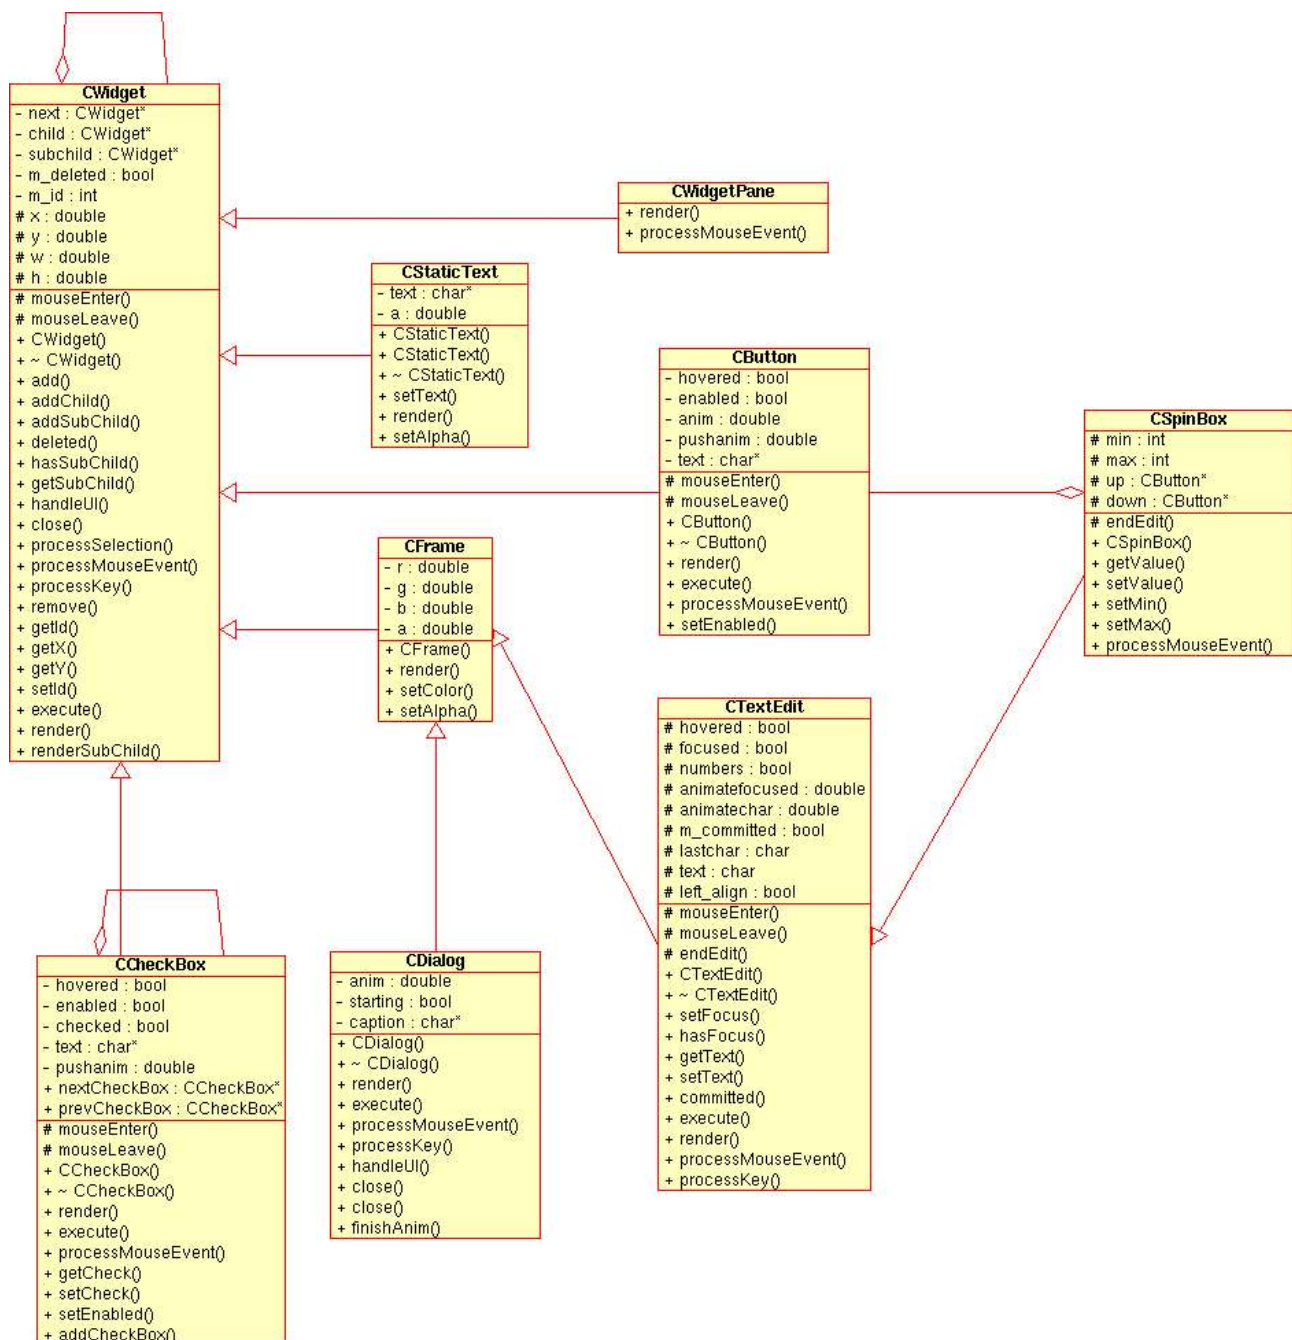 CWidget
- next : CWidget*
- child : CWidget*
- subchild : CWidget*
- m_deleted : bool
- m_id : int
# x : double
# y : double
# w : double
# h : double
# mouseEnter()
# mouseLeave()
+ CWidget()
+ ~ CWidget()
+ add()
+ addChild()
+ addSubChild()
+ deleted()
+ hasSubChild()
+ getSubChild()
+ handleUI()
+ close()
+ processSelection()
+ processMouseEvent()
+ processKey()
+ remove()
+ getId()
+ getX()
+ getY()
+ setId()
+ execute()
+ render()
+ renderSubChild()
CWidgetPane
+ render()
+ processMouseEvent()
CStaticText
- text : char*
- a : double
+ CStaticText()
+ CStaticText()
+ ~ CStaticText()
+ setText()
+ render()
+ setAlpha()
CButton
- hovered : bool
- enabled : bool
- anim : double
- pushanim : double
- text : char*
# mouseEnter()
# mouseLeave()
+ CButton()
+ ~ CButton()
+ render()
+ execute()
+ processMouseEvent()
+ setEnabled()
CSpinBox
# min : int
# max : int
# up : CButton*
# down : CButton*
# endEdit()
+ CSpinBox()
+ getValue()
+ setValue()
+ setMin()
+ setMax()
+ processMouseEvent()
CFrame
- r : double
- g : double
- b : double
- a : double
+ CFrame()
+ render()
+ setColor()
+ setAlpha()
CTextEdit
# hovered : bool
# focused : bool
# numbers : bool
# animatefocused : double
# animatechar : double
# m_committed : bool
# lastchar : char
# text : char
# left_align : bool
# mouseEnter()
# mouseLeave()
# endEdit()
+ CTextEdit()
+ ~ CTextEdit()
+ setFocus()
+ hasFocus()
+ getText()
+ setText()
+ committed()
+ execute()
+ render()
+ processMouseEvent()
+ processKey()
CCheckBox
- hovered : bool
- enabled : bool
- checked : bool
- text : char*
- pushanim : double
+ nextCheckBox : CCheckBox*
+ prevCheckBox : CCheckBox*
# mouseEnter()
# mouseLeave()
+ CCheckBox()
+ ~ CCheckBox()
+ render()
+ execute()
+ processMouseEvent()
+ getCheck()
+ setCheck()
+ setEnabled()
+ addCheckBox()
CDialog
- anim : double
- starting : bool
- caption : char*
+ CDialog()
+ ~ CDialog()
+ render()
+ execute()
+ processMouseEvent()
+ processKey()
+ handleUI()
+ close()
+ close()
+ finishAnim()